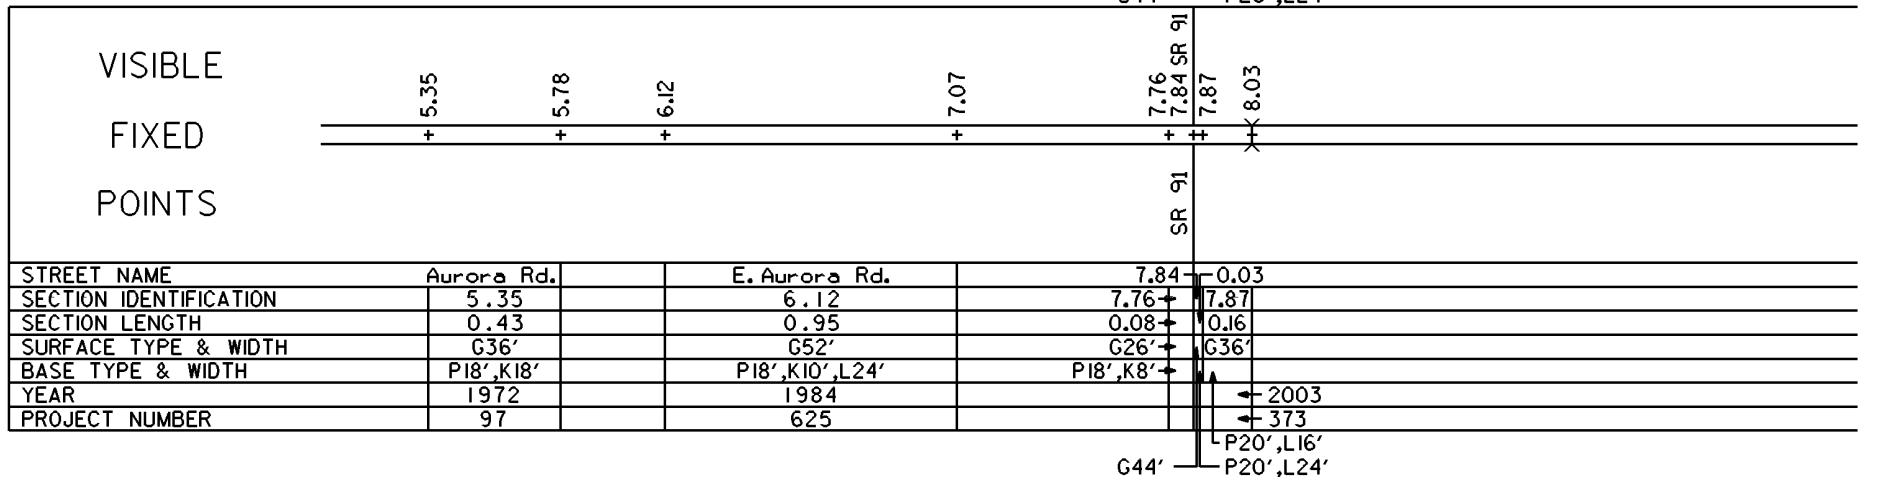 VISIBLE
FIXED
POINTS
5.35
5.78
6.12
7.07
7.76
7.84
SR 91
7.87
8.03
SR 91
STREET NAME Aurora Rd. E. Aurora Rd. 7.84 0.03
SECTION IDENTIFICATION 5.35 6.12 7.76 7.87
SECTION LENGTH 0.43 0.95 0.08 0.16
SURFACE TYPE & WIDTH G36' G52' G26' G36'
BASE TYPE & WIDTH P18',K18' P18',K10',L24' P18',K8'
YEAR 1972 1984 2003
PROJECT NUMBER 97 625 373
P20',L16'
G44' P20',L24'